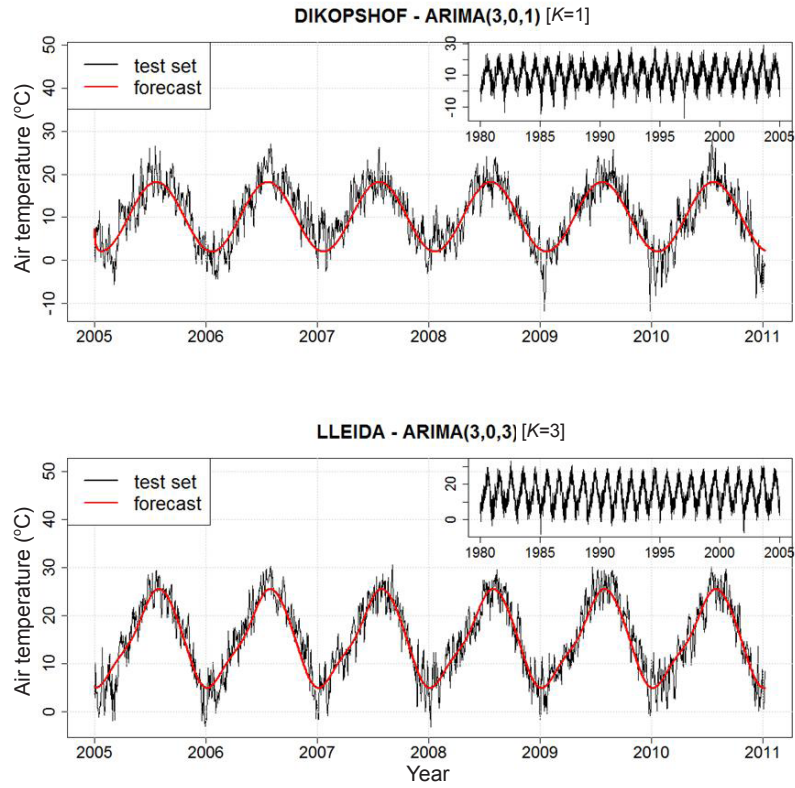 DIKOPSHOF - ARIMA(3,0,1) [K=1]
Air temperature (°C)
50
40
30
20
10
0
-10
test set
forecast
30
10
-10
1980 1985 1990 1995 2000 2005
2005 2006 2007 2008 2009 2010 2011
LLEIDA - ARIMA(3,0,3) [K=3]
Air temperature (°C)
50
40
30
20
10
0
test set
forecast
20
0
1980 1985 1990 1995 2000 2005
2005 2006 2007 2008 2009 2010 2011
Year